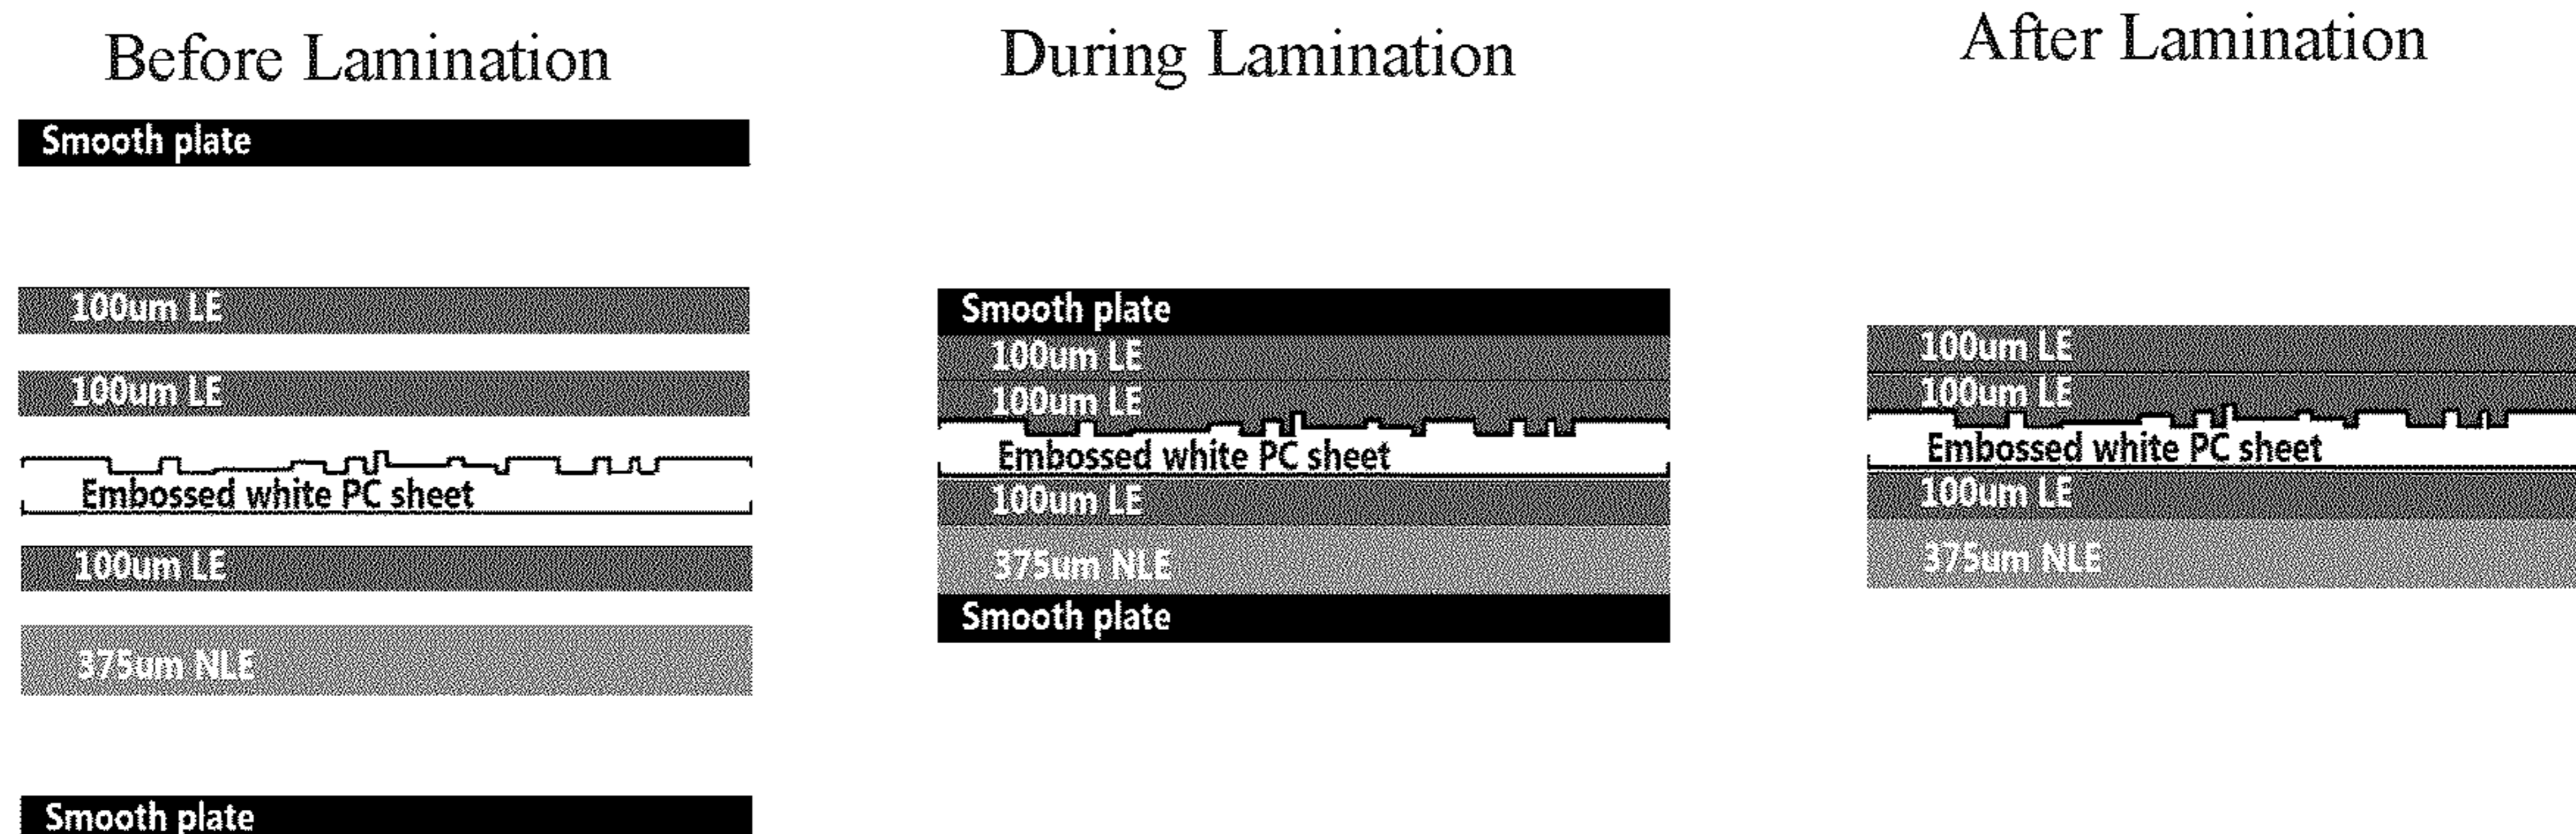 Before Lamination
Smooth plate
100um LE
100um LE
Embossed white PC sheet
100um LE
375um NLE
Smooth plate
During Lamination
Smooth plate
100um LE
100um LE
Embossed white PC sheet
100um LE
375um NLE
Smooth plate
After Lamination
100um LE
100um LE
Embossed white PC sheet
100um LE
375um NLE